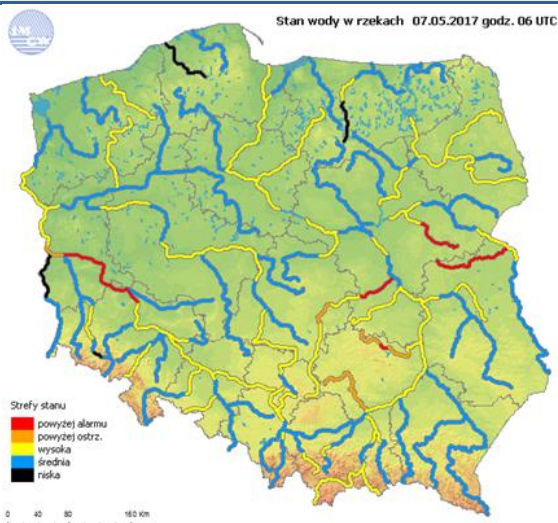 Stan wody w rzekach 07.05.2017 godz. 06 UTC
Strefy stanu
powyżej alarmu
powyżej ostrz.
wysoka
średnia
niska
0 40 80 160 Km